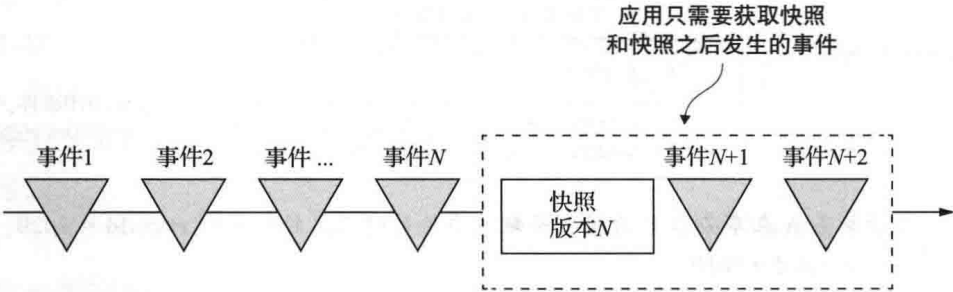 应用只需要获取快照
和快照之后发生的事件
事件1
事件2
事件 ...
事件N
事件N+1
事件N+2
快照
版本N